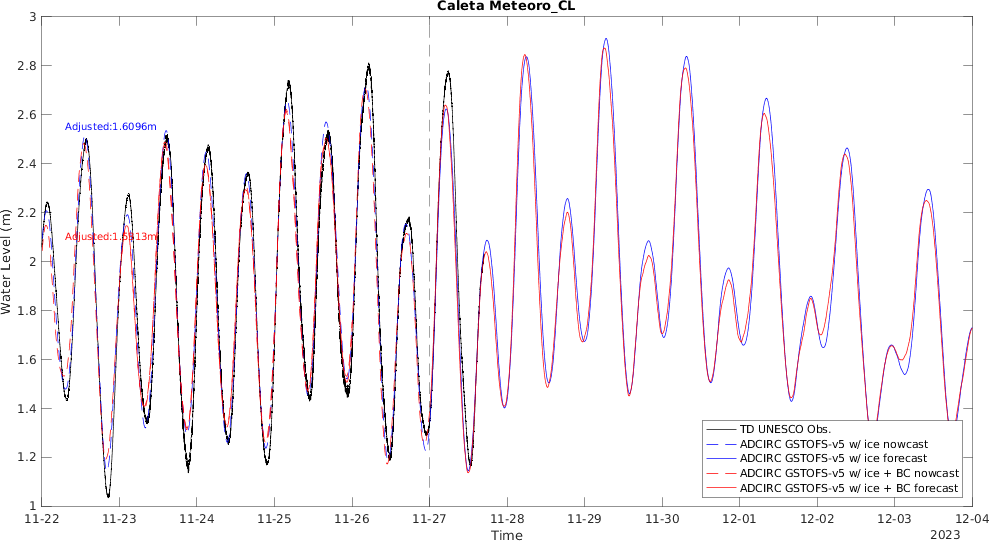 Caleta Meteoro_CL
3
2.8
2.6
2.4
2.2
2
1.8
1.6
1.4
1.2
1
Water Level (m)
Adjusted:1.6096m
TD UNESCO Obs.
ADCIRC GSTOFS-v5 w/ ice nowcast
ADCIRC GSTOFS-v5 w/ ice forecast
ADCIRC GSTOFS-v5 w/ ice + BC nowcast
ADCIRC GSTOFS-v5 w/ ice + BC forecast
11-22 11-23 11-24 11-25 11-26 11-27 11-28 11-29 11-30 12-01 12-02 12-03 12-04
Time
2023